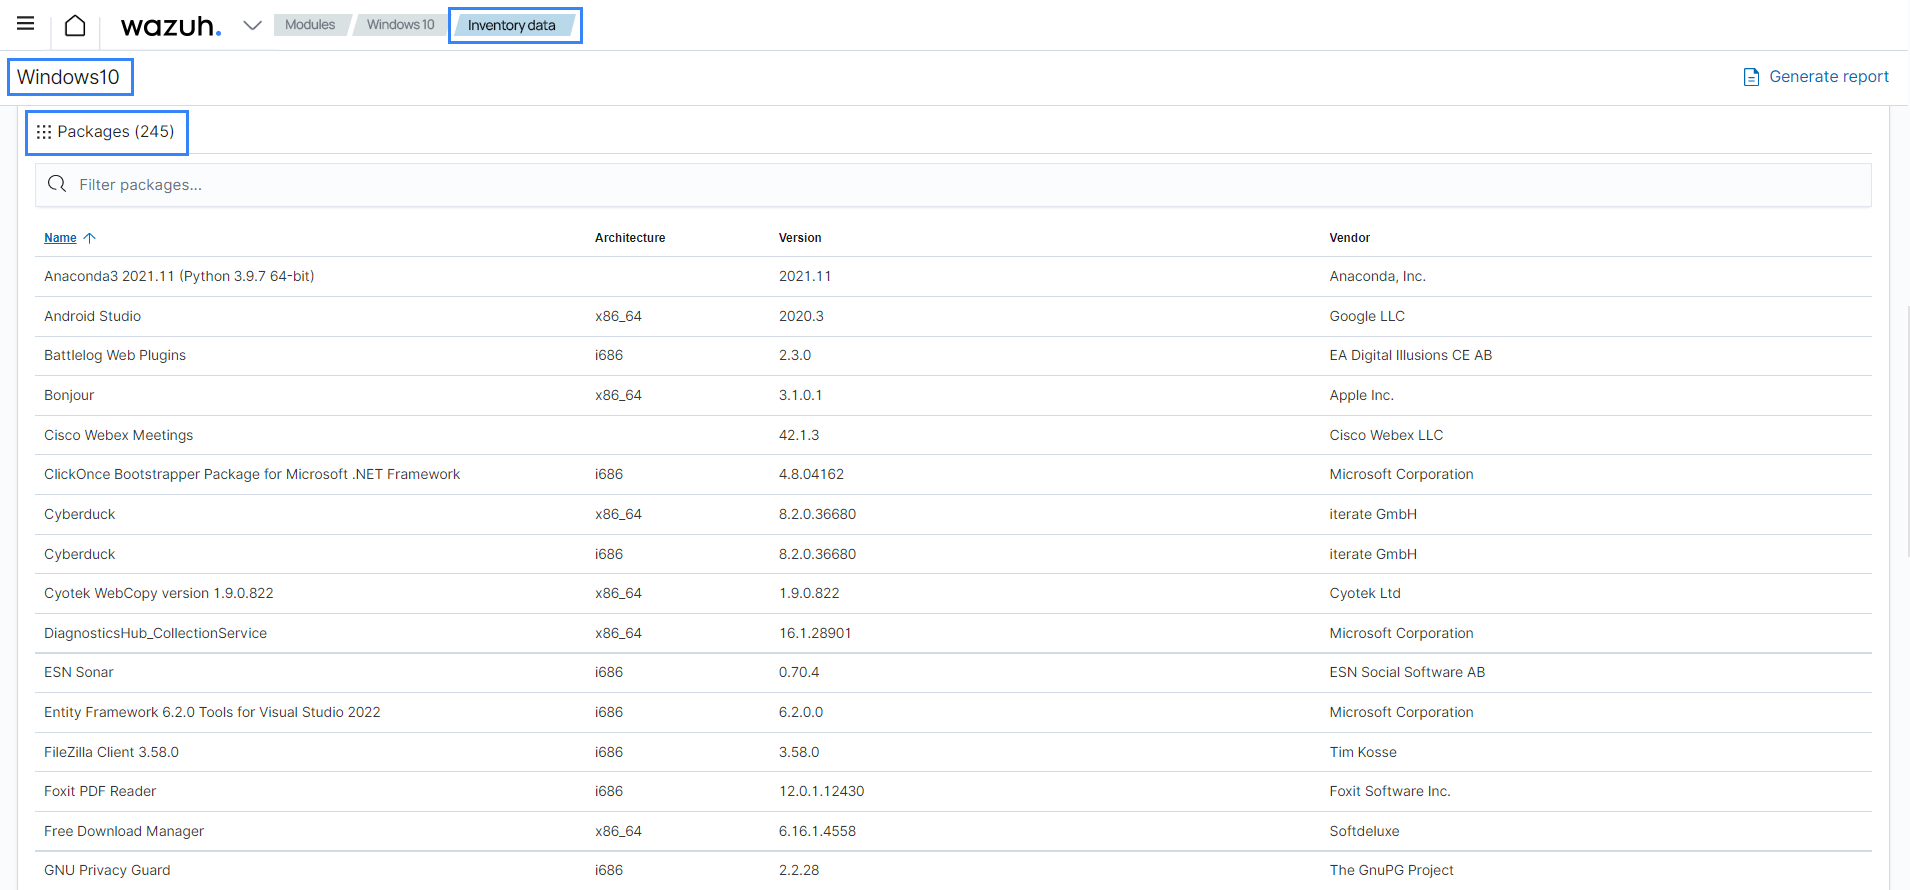 wazuh. Modules Windows 10 Inventory data
Windows10 Generate report
Packages (245)
Filter packages...
Name Architecture Version Vendor
Anaconda3 2021.11 (Python 3.9.7 64-bit) 2021.11 Anaconda, Inc.
Android Studio x86_64 2020.3 Google LLC
Battlelog Web Plugins i686 2.3.0 EA Digital Illusions CE AB
Bonjour x86_64 3.1.0.1 Apple Inc.
Cisco Webex Meetings 42.1.3 Cisco Webex LLC
ClickOnce Bootstrapper Package for Microsoft .NET Framework i686 4.8.04162 Microsoft Corporation
Cyberduck x86_64 8.2.0.36680 iterate GmbH
Cyberduck i686 8.2.0.36680 iterate GmbH
Cyotek WebCopy version 1.9.0.822 x86_64 1.9.0.822 Cyotek Ltd
DiagnosticsHub_CollectionService x86_64 16.1.28901 Microsoft Corporation
ESN Sonar i686 0.70.4 ESN Social Software AB
Entity Framework 6.2.0 Tools for Visual Studio 2022 i686 6.2.0.0 Microsoft Corporation
FileZilla Client 3.58.0 i686 3.58.0 Tim Kosse
Foxit PDF Reader i686 12.0.1.12430 Foxit Software Inc.
Free Download Manager x86_64 6.16.1.4558 Softdeluxe
GNU Privacy Guard i686 2.2.28 The GnuPG Project